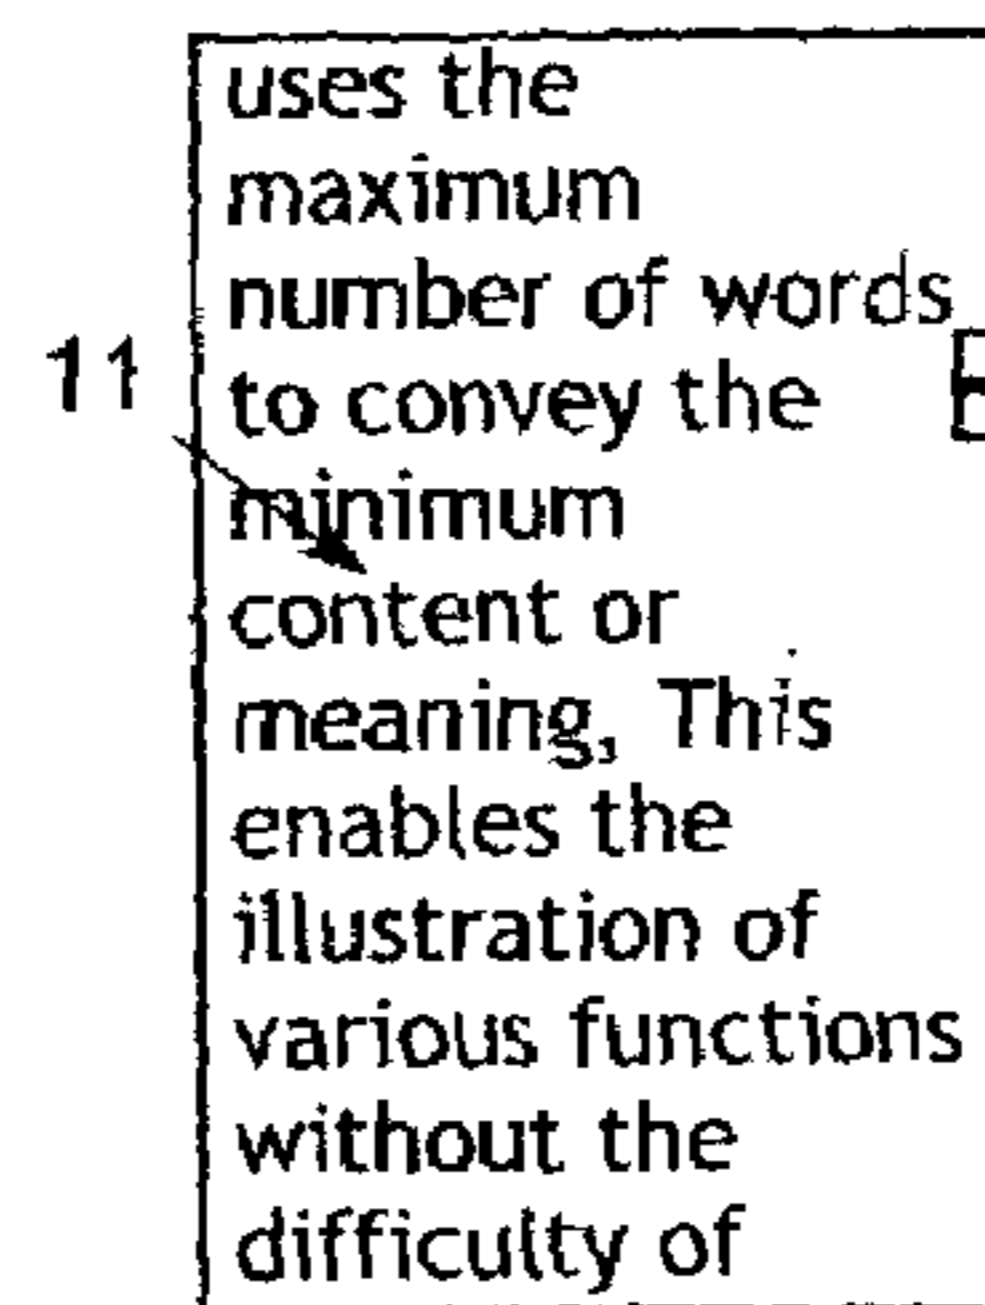 uses the
maximum
number of words
11
to convey the
minimum
content or
meaning, This
enables the
illustration of
various functions
without the
difficulty of